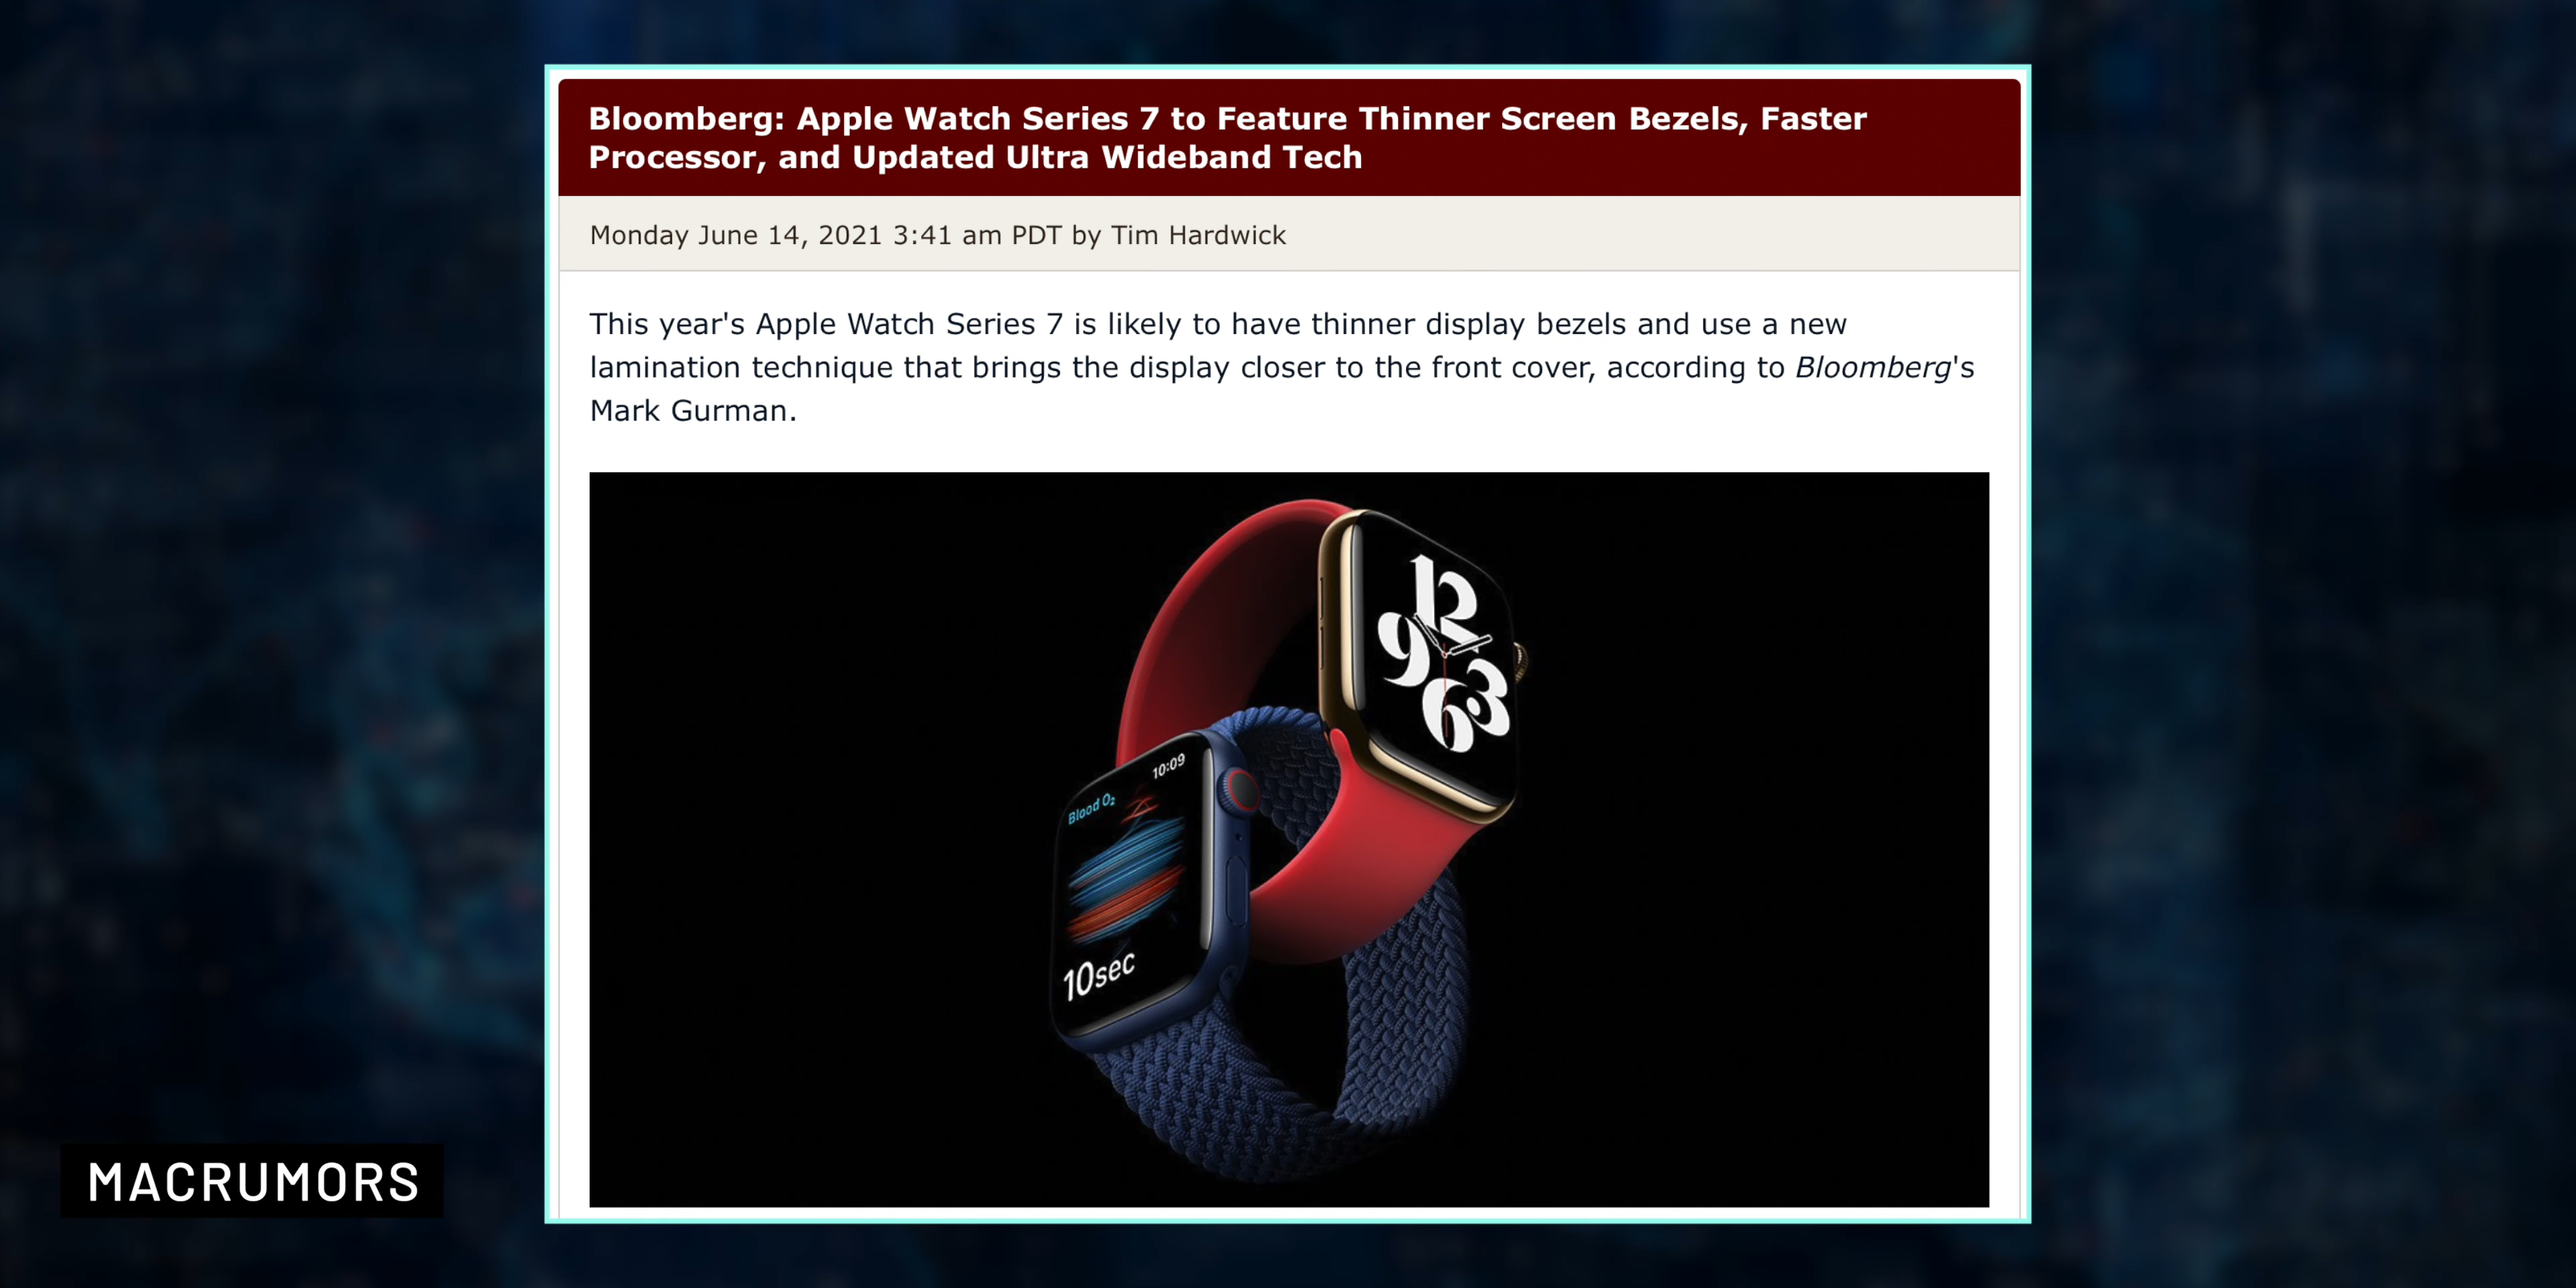 Bloomberg: Apple Watch Series 7 to Feature Thinner Screen Bezels, Faster
Processor, and Updated Ultra Wideband Tech
Monday June 14, 2021 3:41 am PDT by Tim Hardwick
This year's Apple Watch Series 7 is likely to have thinner display bezels and use a new
lamination technique that brings the display closer to the front cover, according to Bloomberg's
Mark Gurman.
12
9
3
6
10:09
Blood O₂
10sec
MACRUMORS